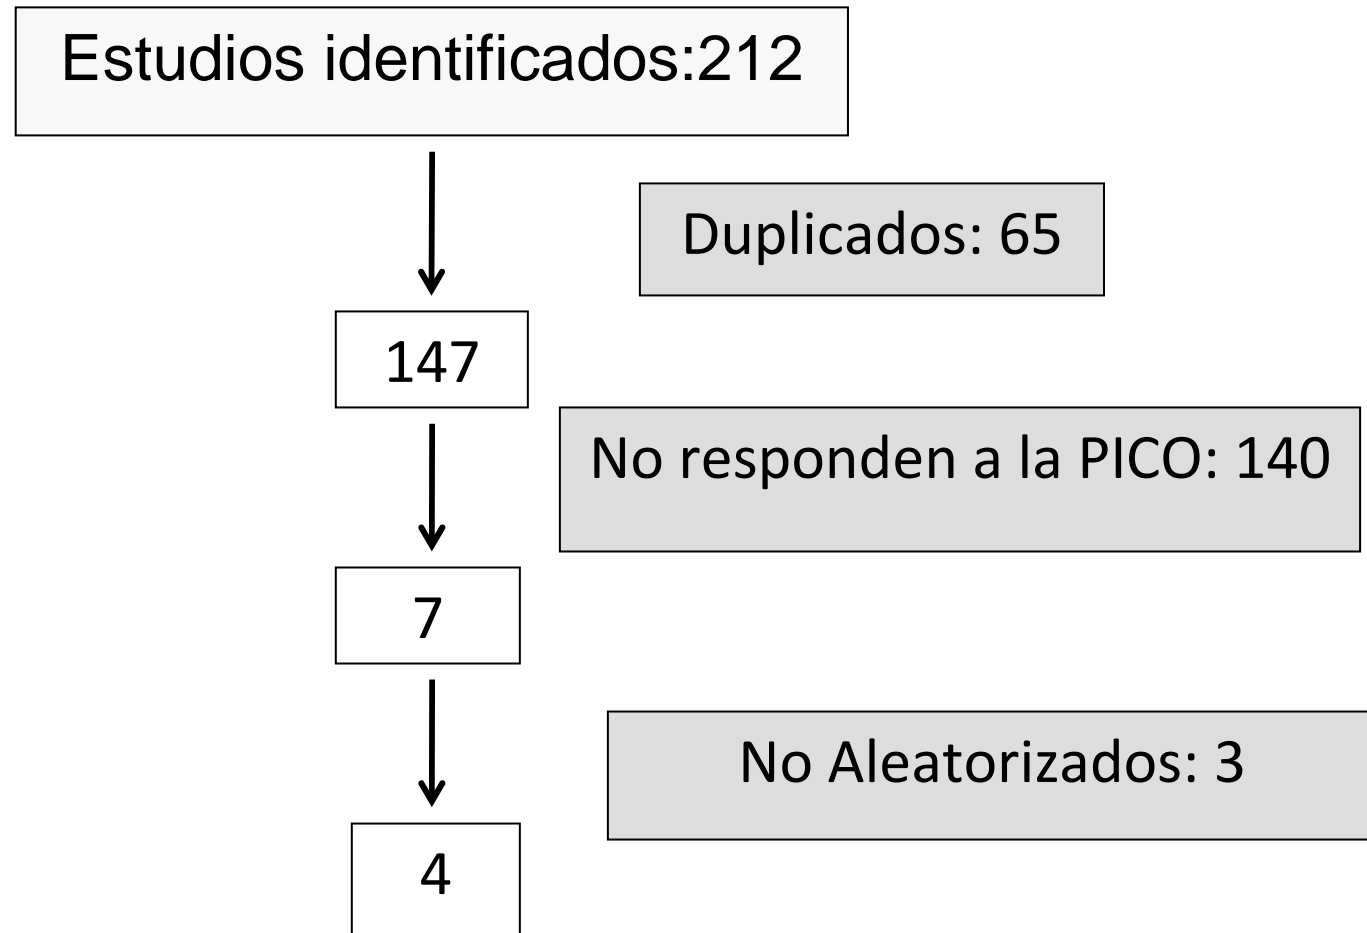 Estudios identificados:212
Duplicados: 65
147
No responden a la PICO: 140
7
No Aleatorizados: 3
4